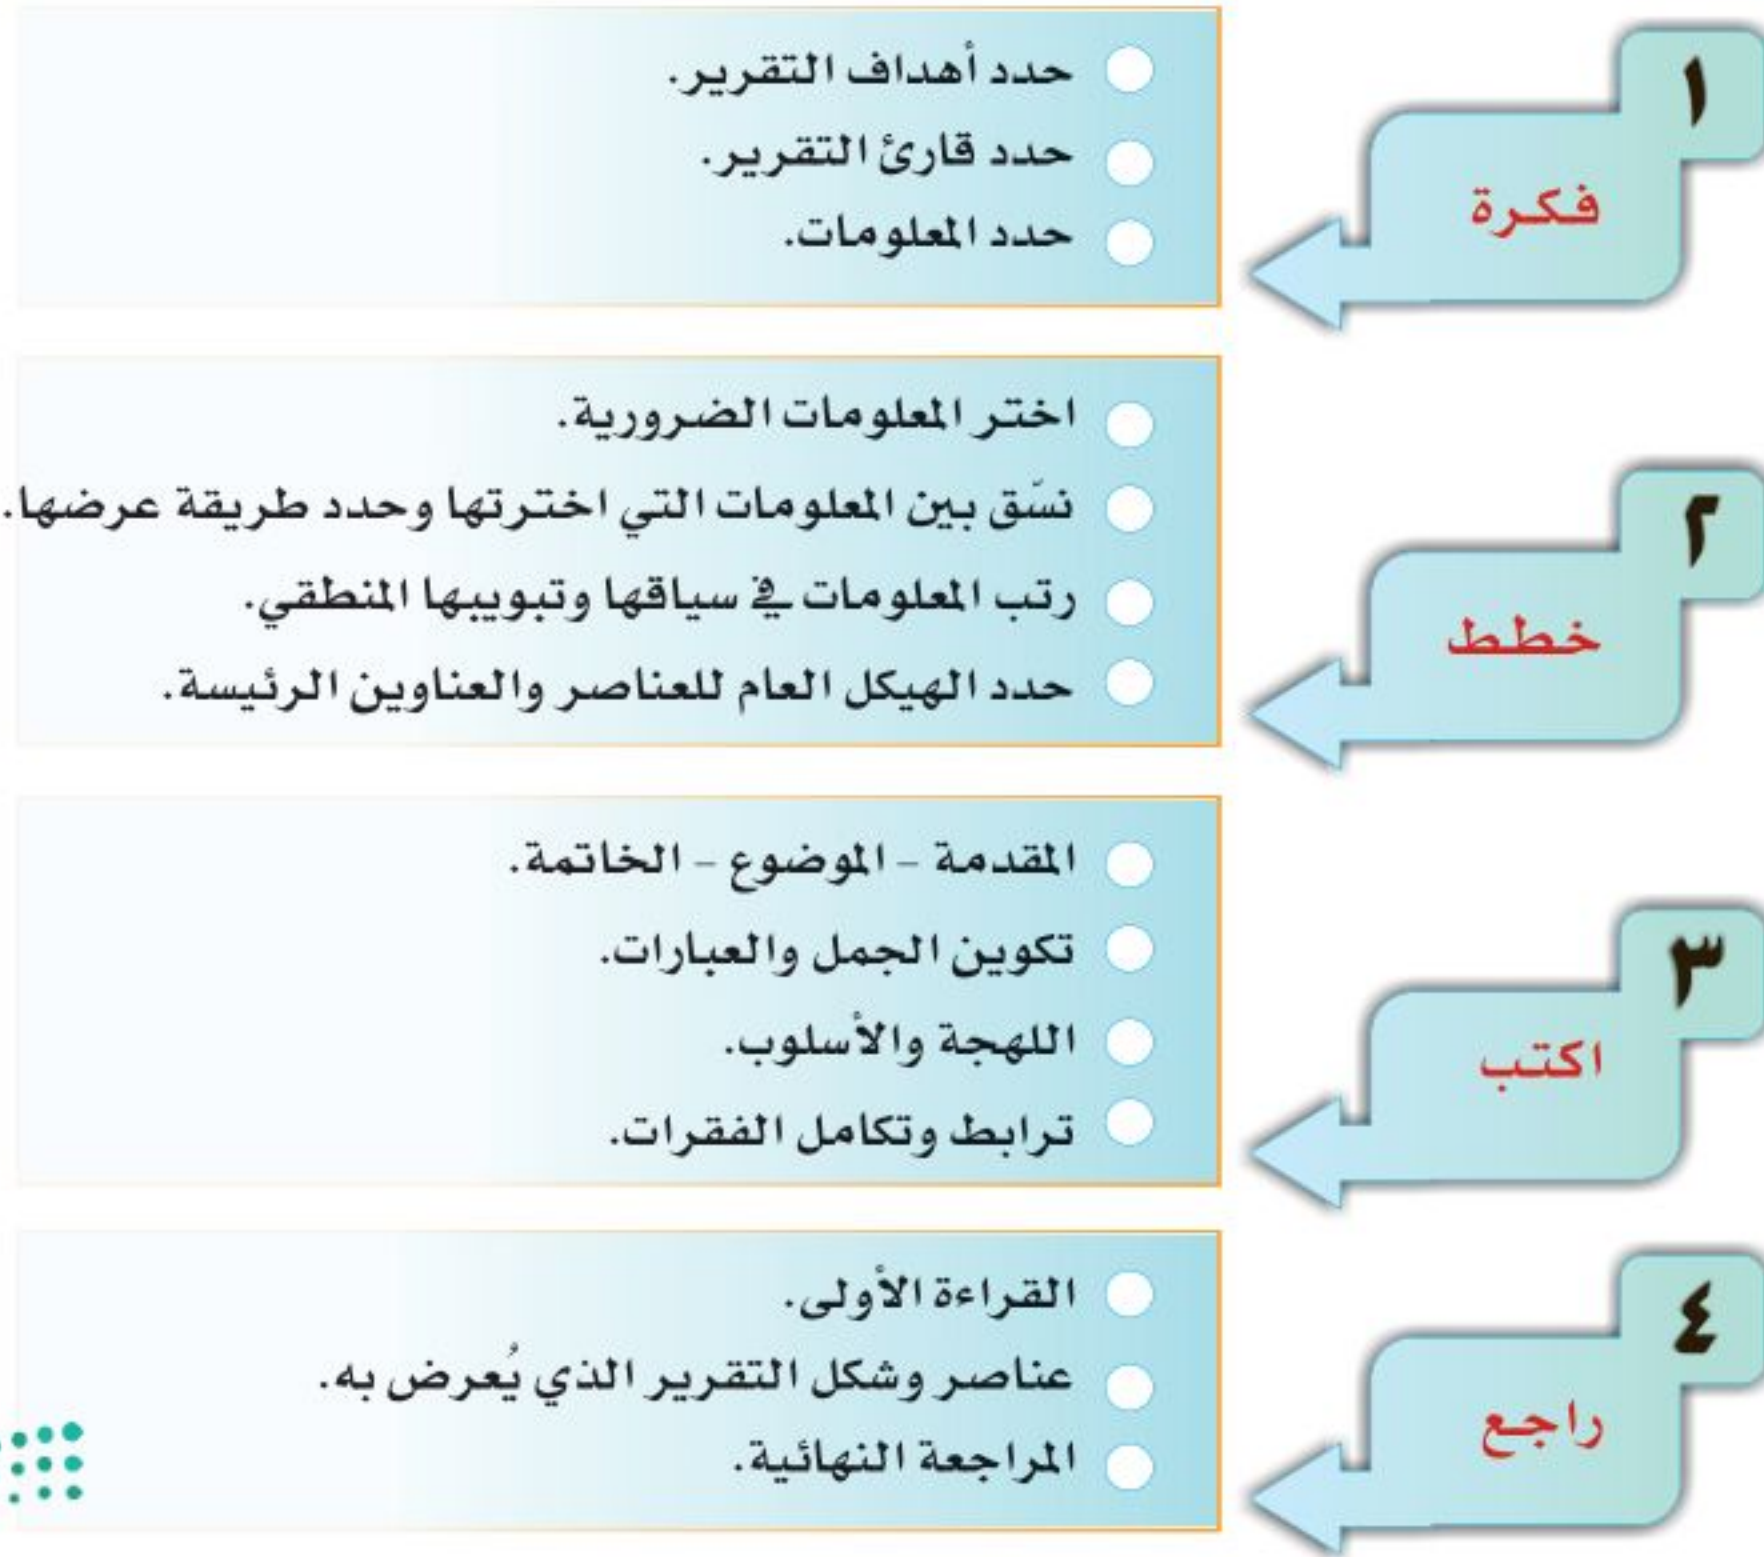 ١
فكرة
حدد أهداف التقرير.
حدد قارئ التقرير.
حدد المعلومات.
٢
خطط
اختر المعلومات الضرورية.
نسّق بين المعلومات التي اخترتها وحدد طريقة عرضها.
رتب المعلومات في سياقها وتبويبها المنطقي.
حدد الهيكل العام للعناصر والعناوين الرئيسة.
٣
اكتب
المقدمة - الموضوع - الخاتمة.
تكوين الجمل والعبارات.
اللهجة والأسلوب.
ترابط وتكامل الفقرات.
٤
راجع
القراءة الأولى.
عناصر وشكل التقرير الذي يُعرض به.
المراجعة النهائية.